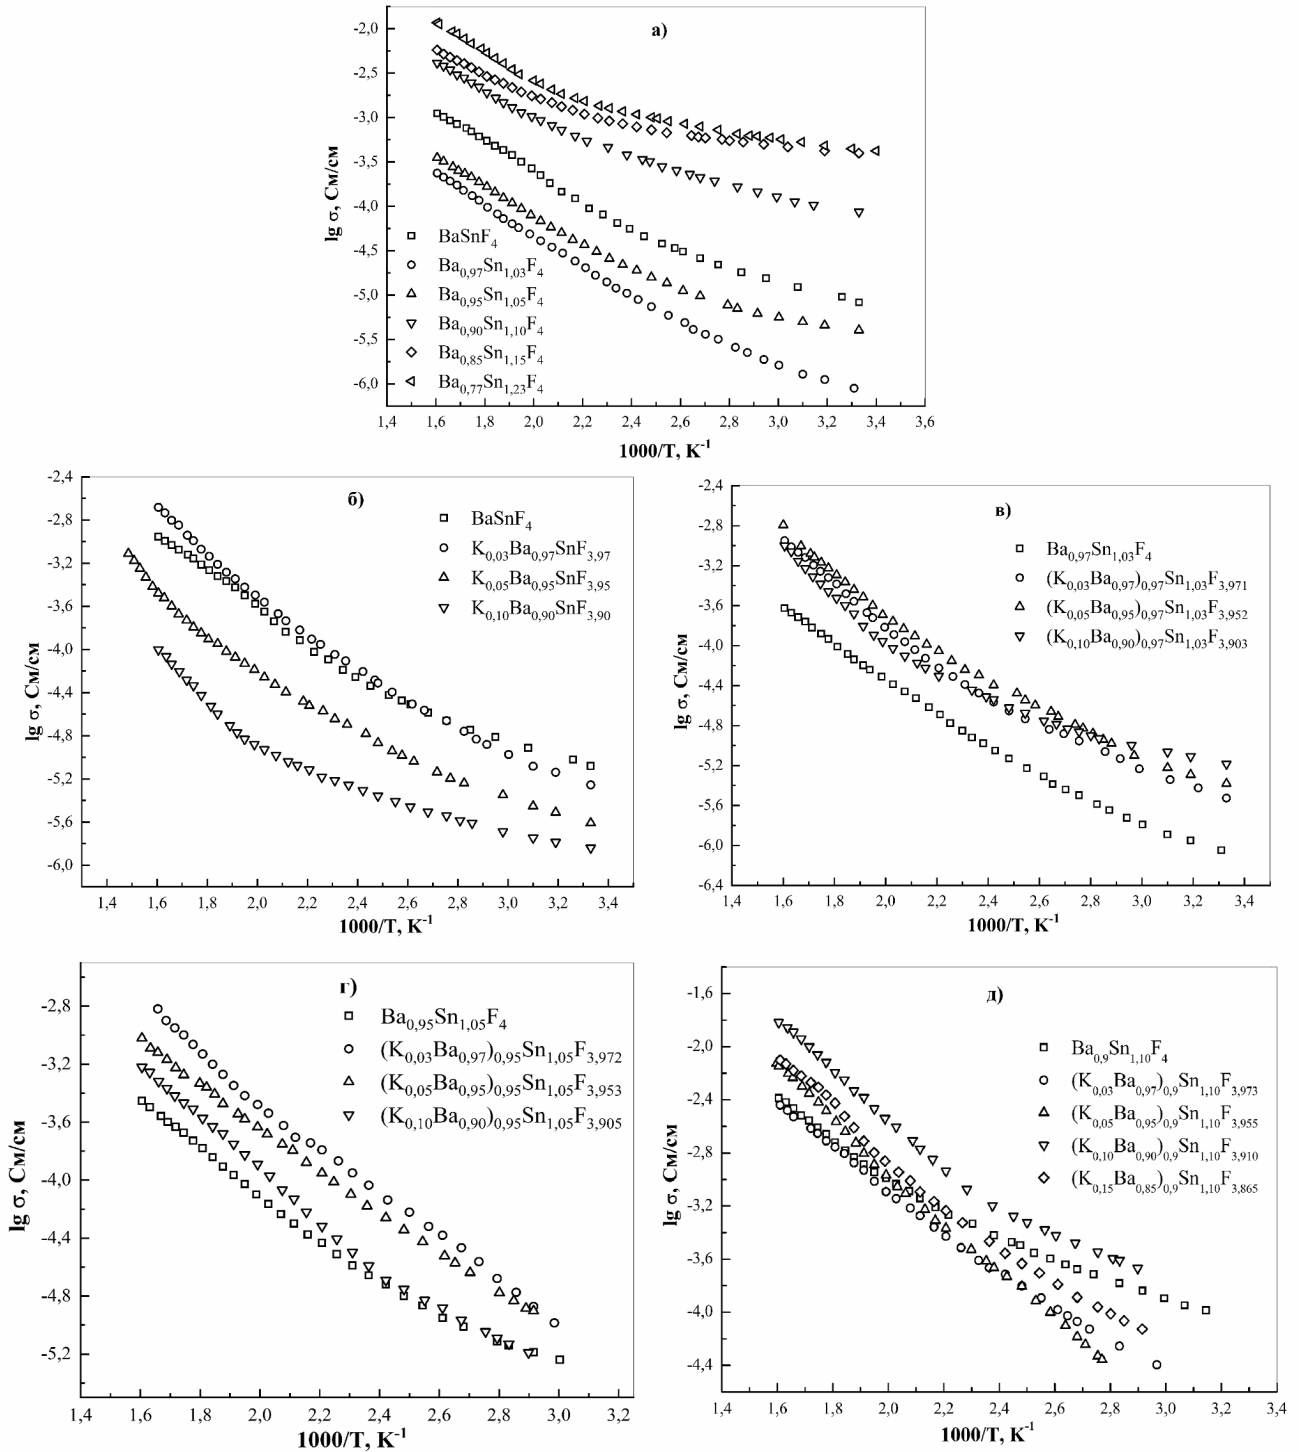 а)
-2,0
-2,5
-3,0
-3,5
-4,0
-4,5
-5,0
-5,5
-6,0
lg σ, См/см
BaSnF4
Ba0,97Sn1,03F4
Ba0,95Sn1,05F4
Ba0,90Sn1,10F4
Ba0,85Sn1,15F4
Ba0,77Sn1,23F4
1,4 1,6 1,8 2,0 2,2 2,4 2,6 2,8 3,0 3,2 3,4 3,6
1000/T, K-1
б)
-2,4
-2,8
-3,2
-3,6
-4,0
-4,4
-4,8
-5,2
-5,6
-6,0
lg σ, См/см
BaSnF4
K0,03Ba0,97SnF3,97
K0,05Ba0,95SnF3,95
K0,10Ba0,90SnF3,90
1,4 1,6 1,8 2,0 2,2 2,4 2,6 2,8 3,0 3,2 3,4
1000/T, K-1
в)
-2,4
-2,8
-3,2
-3,6
-4,0
-4,4
-4,8
-5,2
-5,6
-6,0
-6,4
lg σ, См/см
Ba0,97Sn1,03F4
(K0,03Ba0,97)0,97Sn1,03F3,971
(K0,05Ba0,95)0,97Sn1,03F3,952
(K0,10Ba0,90)0,97Sn1,03F3,903
1,4 1,6 1,8 2,0 2,2 2,4 2,6 2,8 3,0 3,2 3,4
1000/T, K-1
г)
-2,8
-3,2
-3,6
-4,0
-4,4
-4,8
-5,2
lg σ, См/см
Ba0,95Sn1,05F4
(K0,03Ba0,97)0,95Sn1,05F3,972
(K0,05Ba0,95)0,95Sn1,05F3,953
(K0,10Ba0,90)0,95Sn1,05F3,905
1,4 1,6 1,8 2,0 2,2 2,4 2,6 2,8 3,0 3,2
1000/T, K-1
д)
-1,6
-2,0
-2,4
-2,8
-3,2
-3,6
-4,0
-4,4
lg σ, См/см
Ba0,9Sn1,10F4
(K0,03Ba0,97)0,9Sn1,10F3,973
(K0,05Ba0,95)0,9Sn1,10F3,955
(K0,10Ba0,90)0,9Sn1,10F3,910
(K0,15Ba0,85)0,9Sn1,10F3,865
1,4 1,6 1,8 2,0 2,2 2,4 2,6 2,8 3,0 3,2 3,4
1000/T, K-1